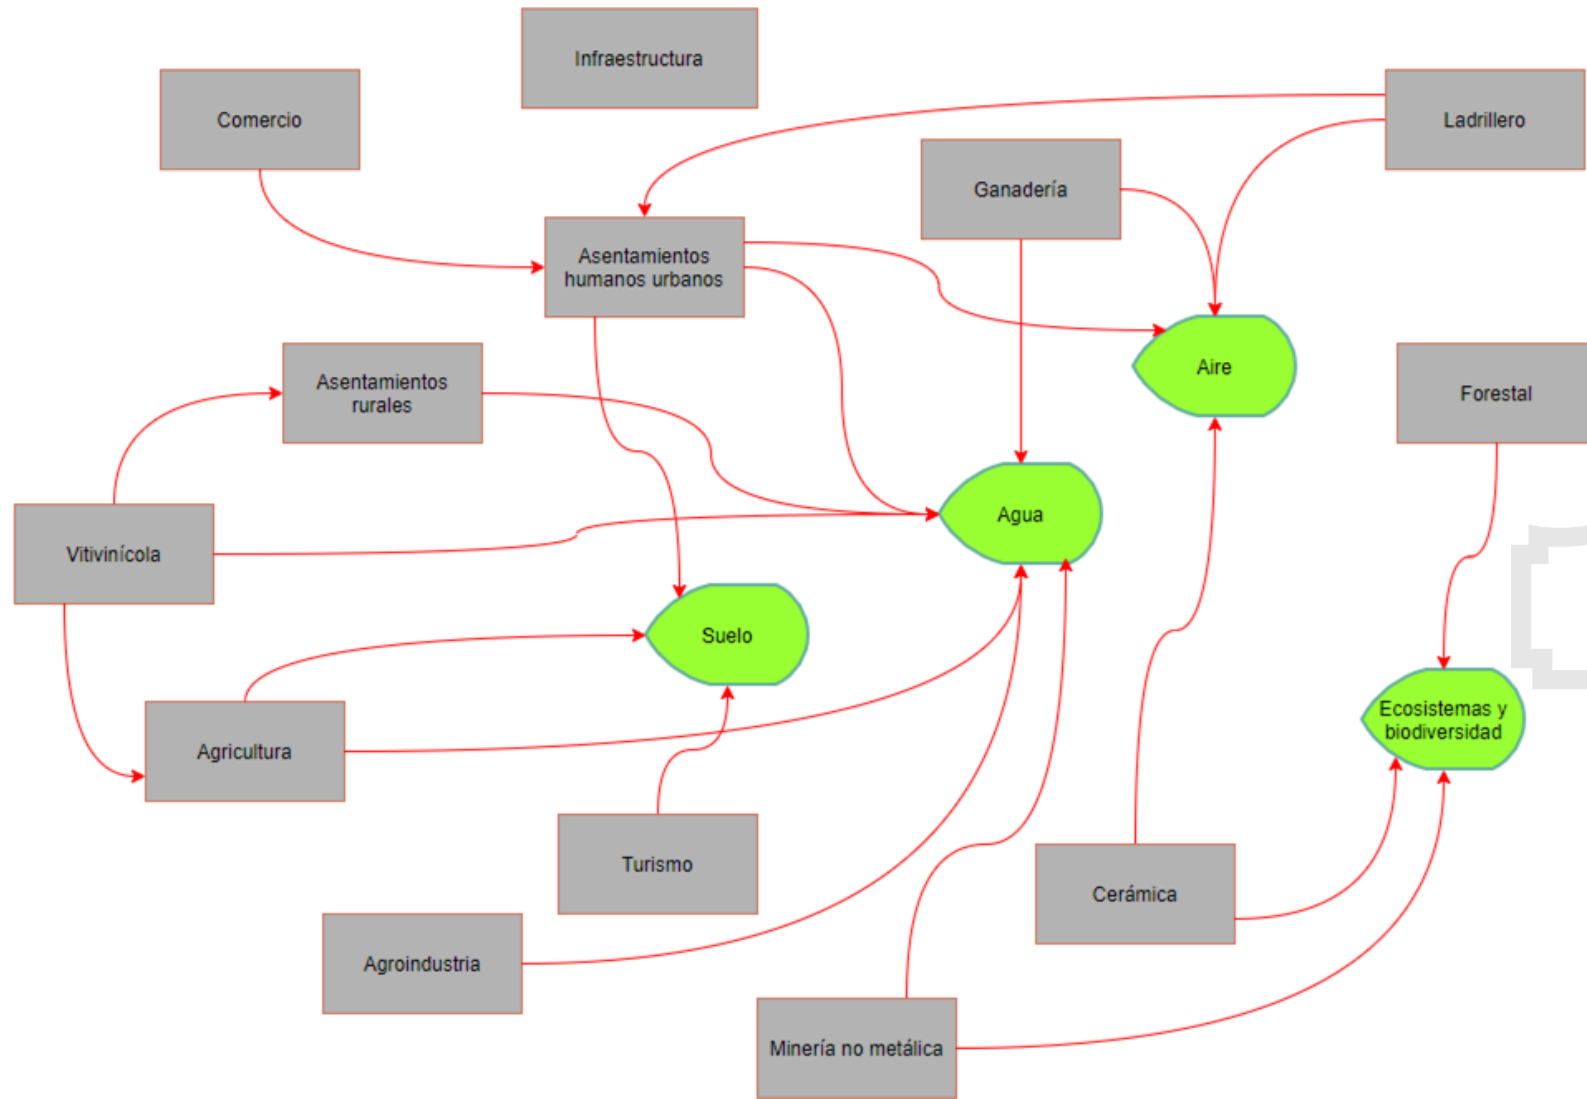 Infraestructura
Comercio
Ladrillero
Ganadería
Asentamientos
humanos urbanos
Aire
Asentamientos
rurales
Forestal
Agua
Vitivinícola
Suelo
Ecosistemas y
biodiversidad
Agricultura
Turismo
Cerámica
Agroindustria
Minería no metálica